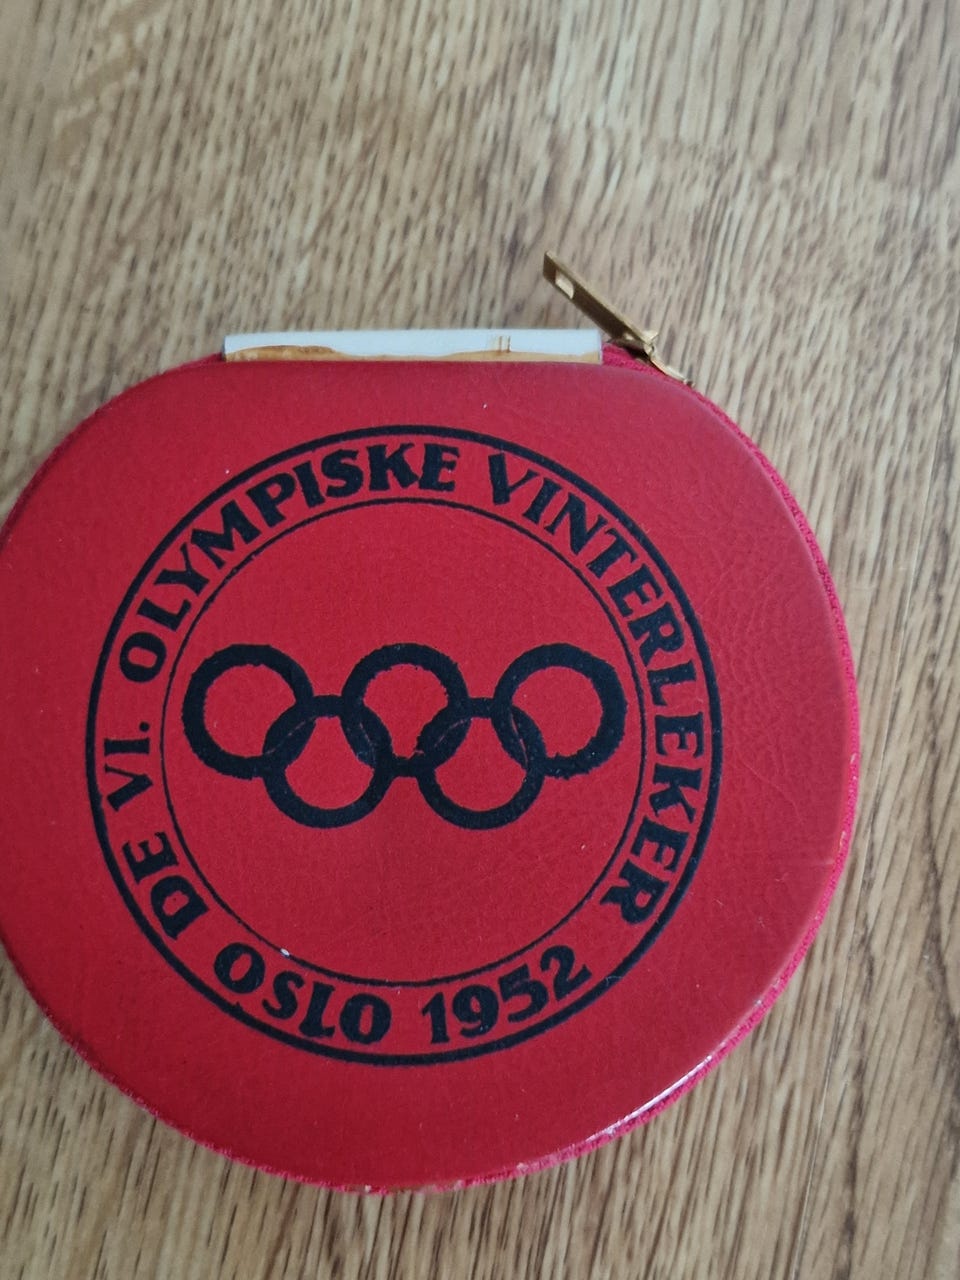 DE VI. OLYMPISKE VINTERLEKER
OSLO 1952